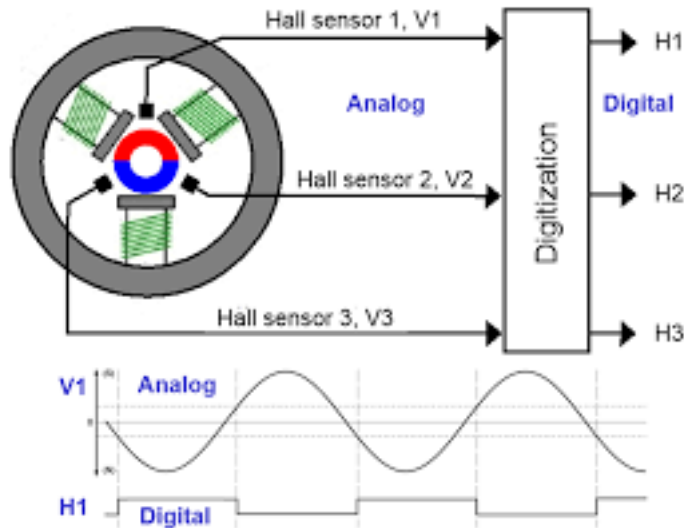 Hall sensor 1, V1
H1
Analog
Digital
Hall sensor 2, V2
H2
Digitization
Hall sensor 3, V3
H3
V1
Analog
H1
Digital